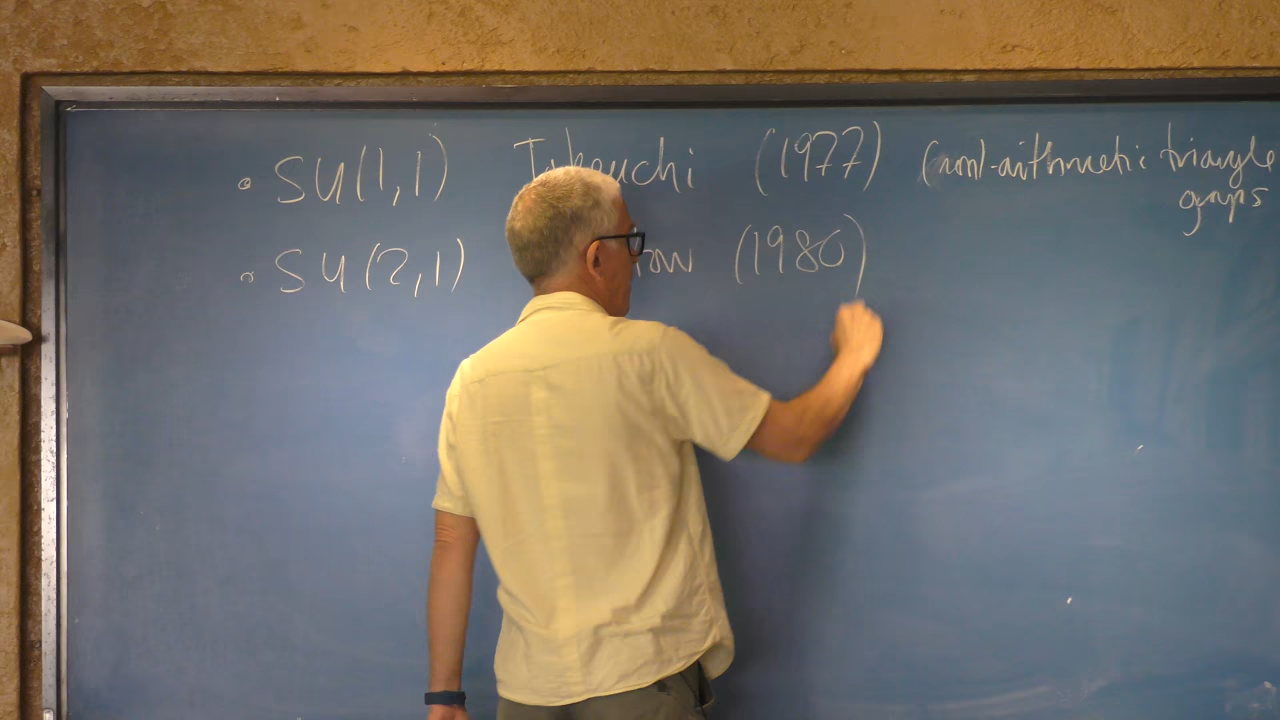 • SU(1,1) Takeuchi (1977) (non)-arithmetic triangle
groups
• SU(2,1) (1980)